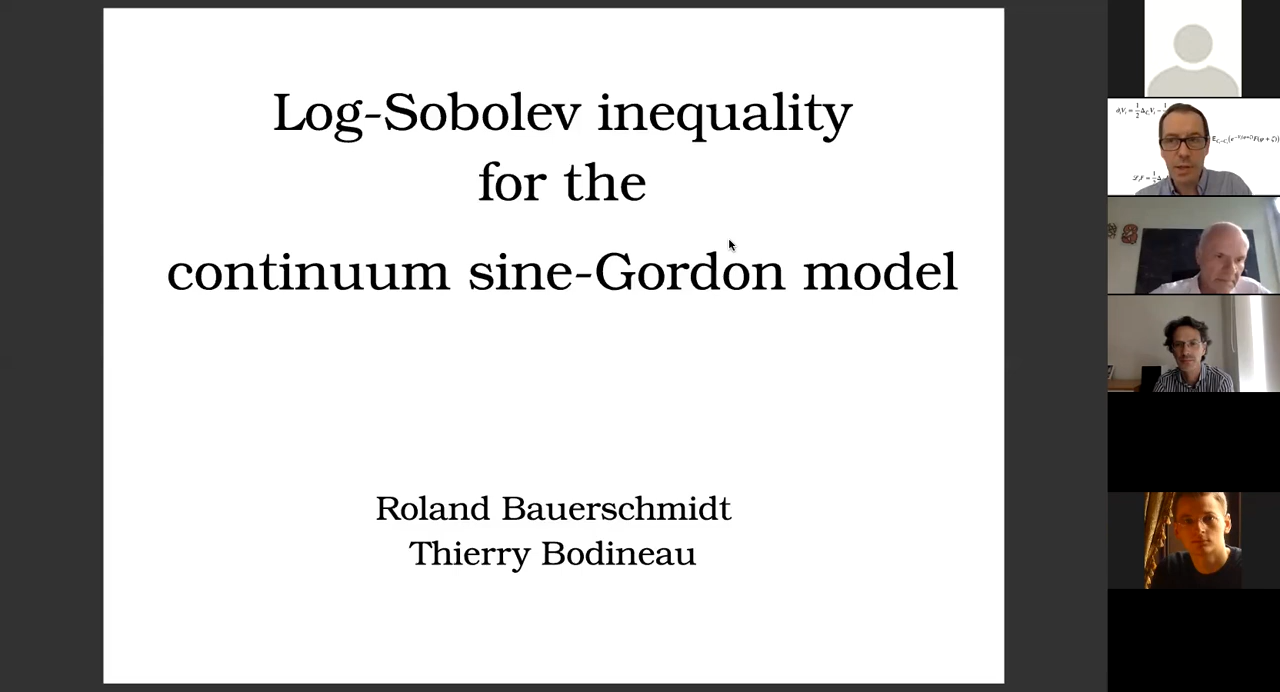 Log-Sobolev inequality
for the
continuum sine-Gordon model
Roland Bauerschmidt
Thierry Bodineau